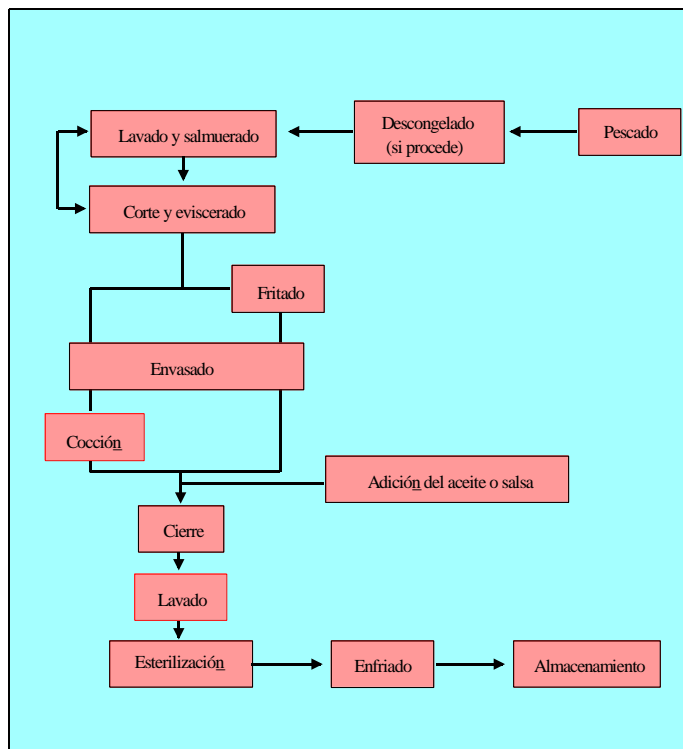 Pescado
Descongelado
(si procede)
Lavado y salmuerado
Corte y eviscerado
Fritado
Envasado
Cocción
Adición del aceite o salsa
Cierre
Lavado
Esterilización
Enfriado
Almacenamiento